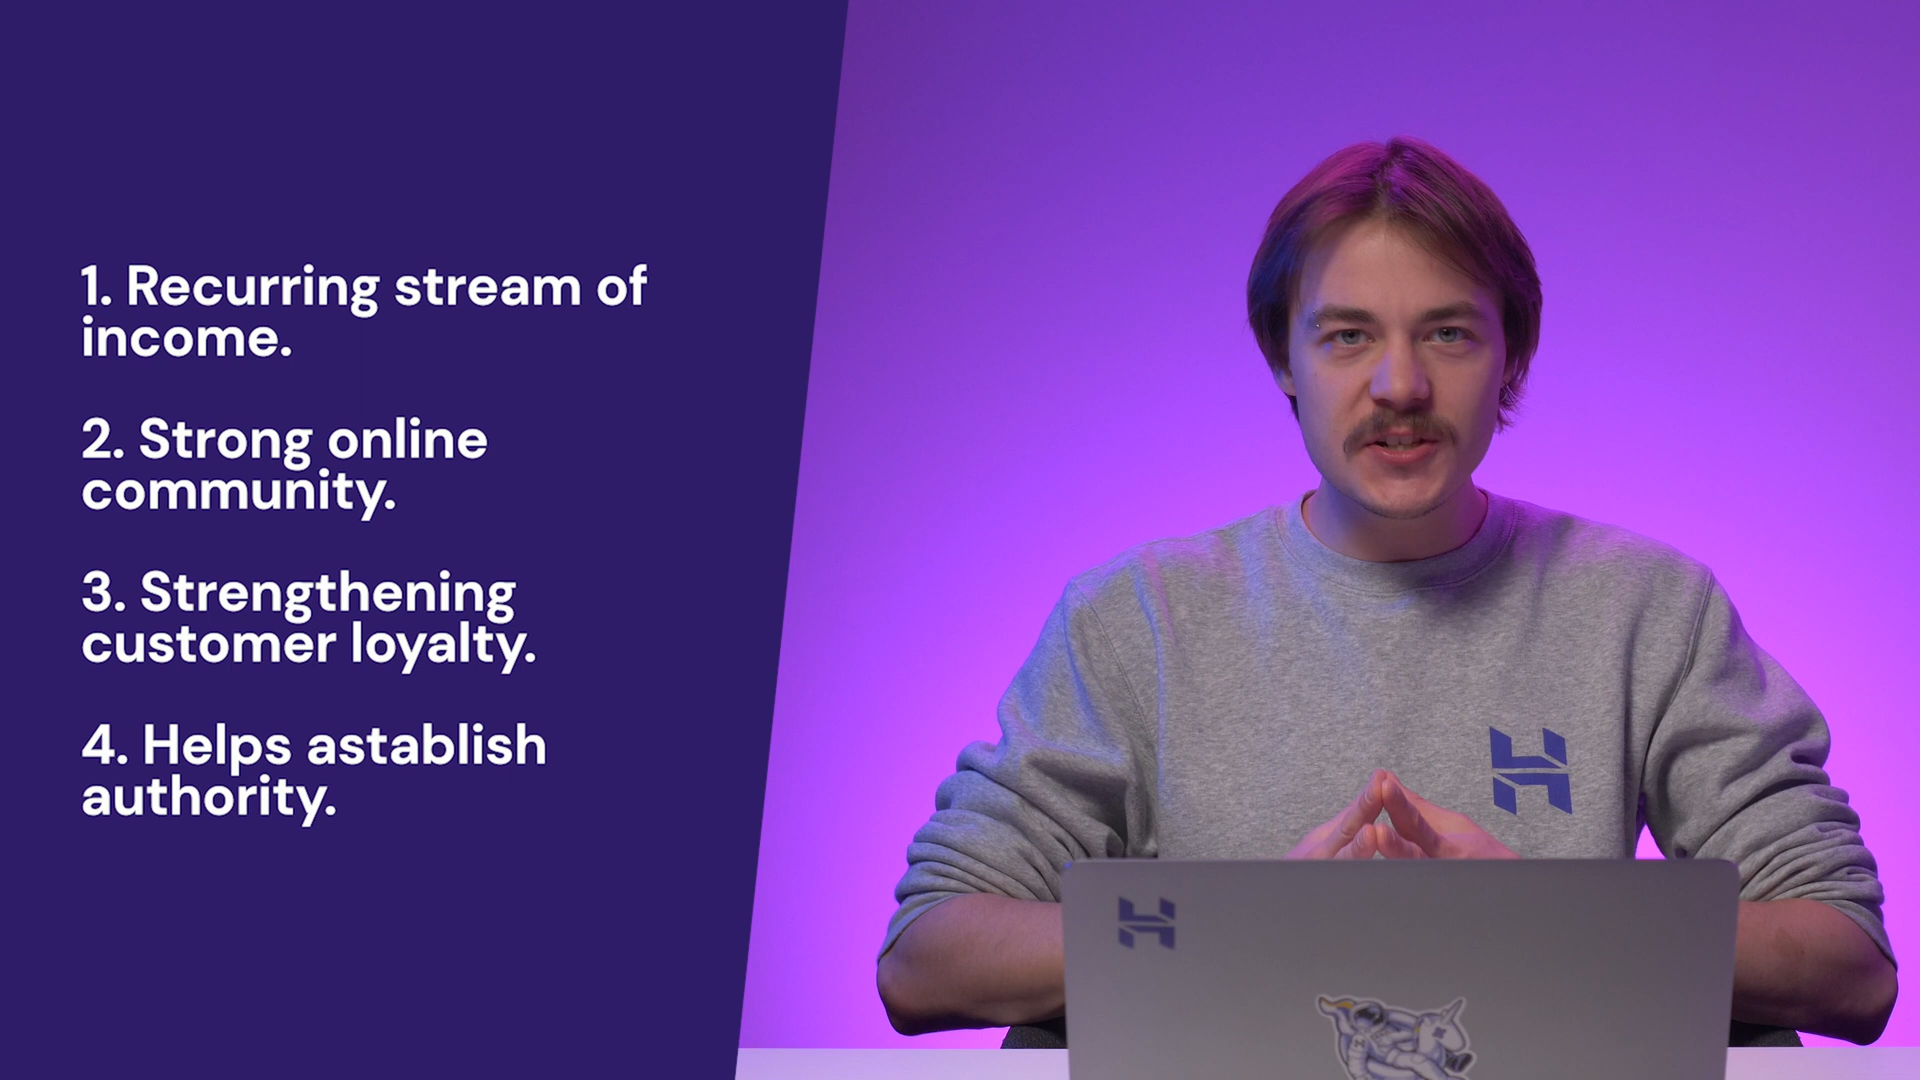 1. Recurring stream of
income.
2. Strong online
community.
3. Strengthening
customer loyalty.
4. Helps astablish
authority.